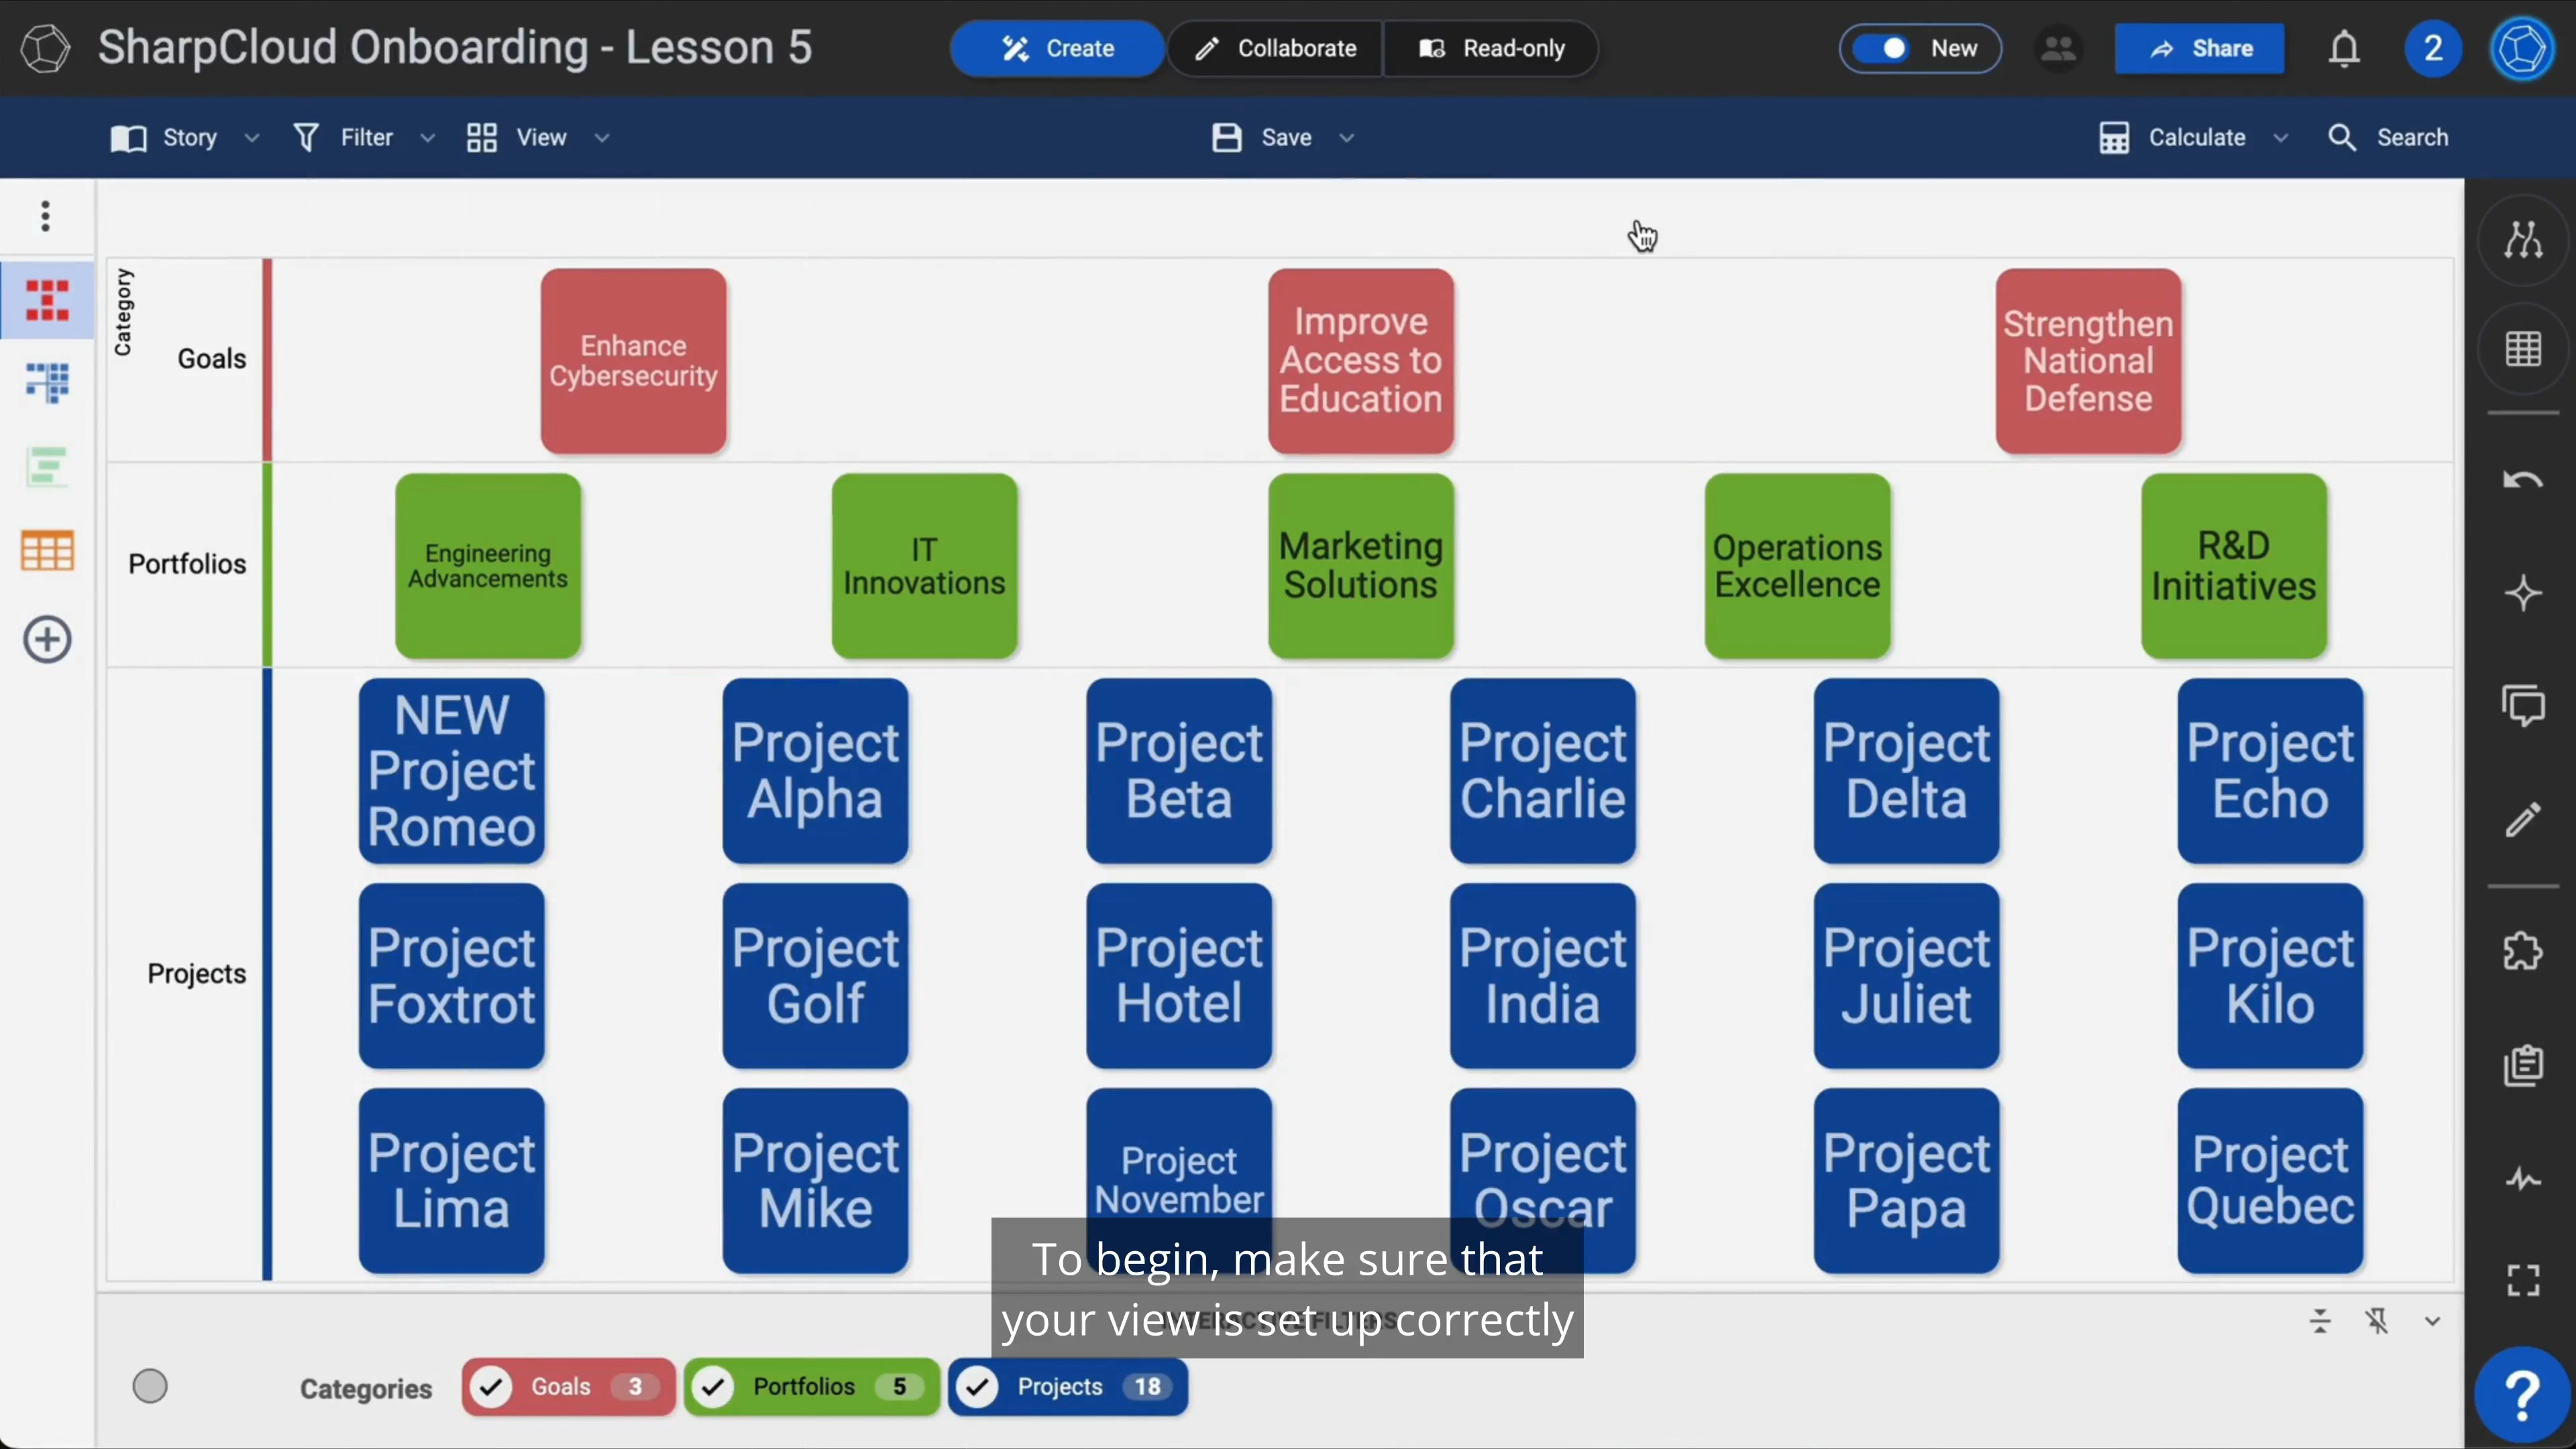 SharpCloud Onboarding - Lesson 5
Create
Collaborate
Read-only
New
Share
2
Story
Filter
View
Save
Calculate
Search
Category
Goals
Enhance
Cybersecurity
Improve
Access to
Education
Strengthen
National
Defense
Portfolios
Engineering
Advancements
IT
Innovations
Marketing
Solutions
Operations
Excellence
R&D
Initiatives
Projects
NEW
Project
Romeo
Project
Alpha
Project
Beta
Project
Charlie
Project
Delta
Project
Echo
Project
Foxtrot
Project
Golf
Project
Hotel
Project
India
Project
Juliet
Project
Kilo
Project
Lima
Project
Mike
Project
November
Project
Oscar
Project
Papa
Project
Quebec
To begin, make sure that
your view is set up correctly
Categories
Goals 3
Portfolios 5
Projects 18
?